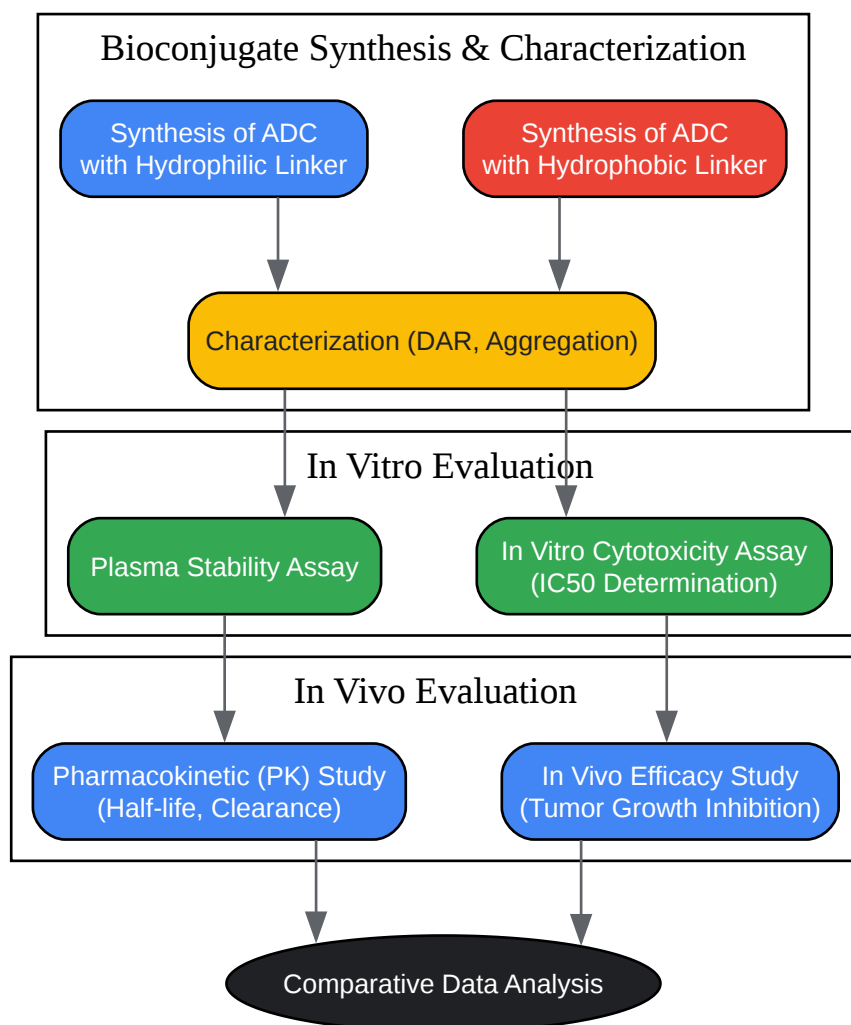 Bioconjugate Synthesis & Characterization
Synthesis of ADC
with Hydrophilic Linker
Synthesis of ADC
with Hydrophobic Linker
Characterization (DAR, Aggregation)
In Vitro Evaluation
Plasma Stability Assay
In Vitro Cytotoxicity Assay
(IC50 Determination)
In Vivo Evaluation
Pharmacokinetic (PK) Study
(Half-life, Clearance)
In Vivo Efficacy Study
(Tumor Growth Inhibition)
Comparative Data Analysis